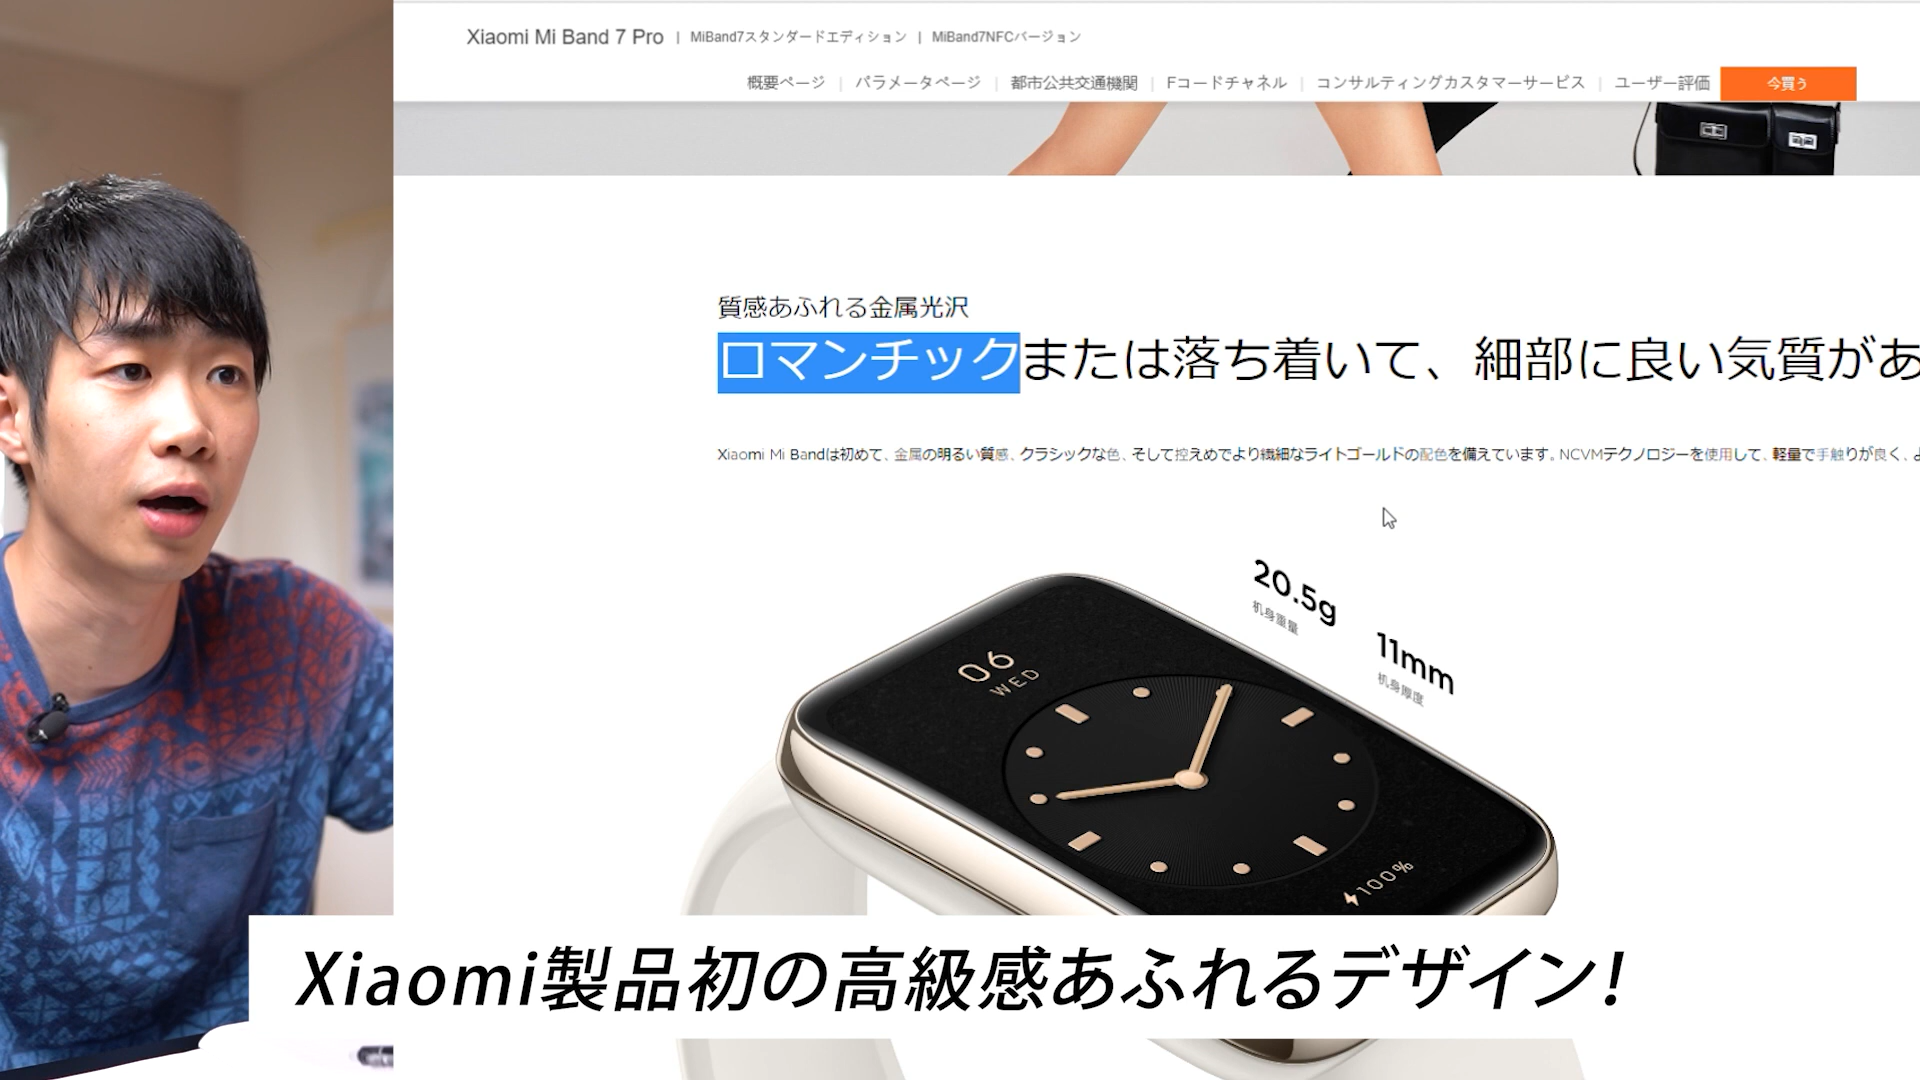 Xiaomi Mi Band 7 Pro | MiBand7スタンダードエディション | MiBand7NFCバージョン
概要ページ | パラメータページ | 都市公共交通機関 | Fコードチャネル | コンサルティングカスタマーサービス | ユーザー評価 今買う
質感あふれる金属光沢
ロマンチックまたは落ち着いて、細部に良い気質があ
Xiaomi Mi Bandは初めて、金属の明るい質感、クラシックな色、そして控えめでより繊細なライトゴールドの配色を備えています。NCVMテクノロジーを使用して、軽量で手触りが良く、よ
20.5g
机身重量
11mm
机身厚度
06
WED
100%
Xiaomi製品初の高級感あふれるデザイン!